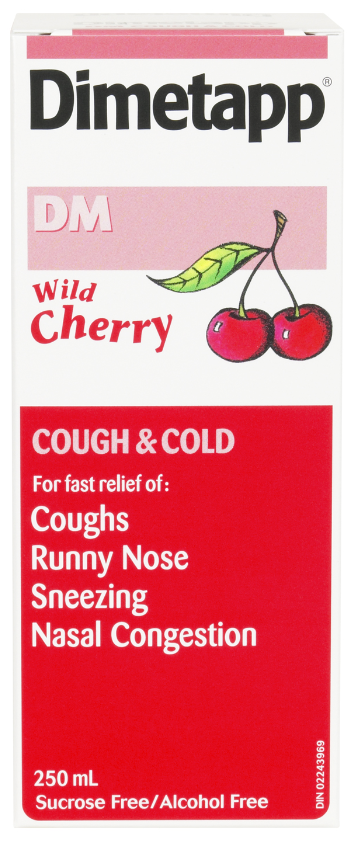 Dimetapp®
DM
Wild
Cherry
COUGH & COLD
For fast relief of:
Coughs
Runny Nose
Sneezing
Nasal Congestion
250 mL
Sucrose Free/Alcohol Free
DIN 02243969